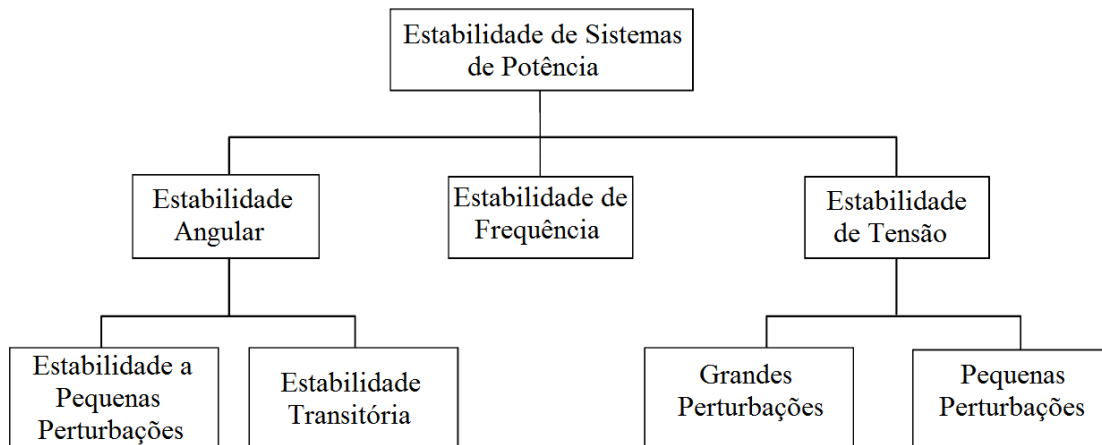 Estabilidade de Sistemas
de Potência
Estabilidade
Angular
Estabilidade de
Frequência
Estabilidade
de Tensão
Estabilidade a
Pequenas
Perturbações
Estabilidade
Transitória
Grandes
Perturbações
Pequenas
Perturbações